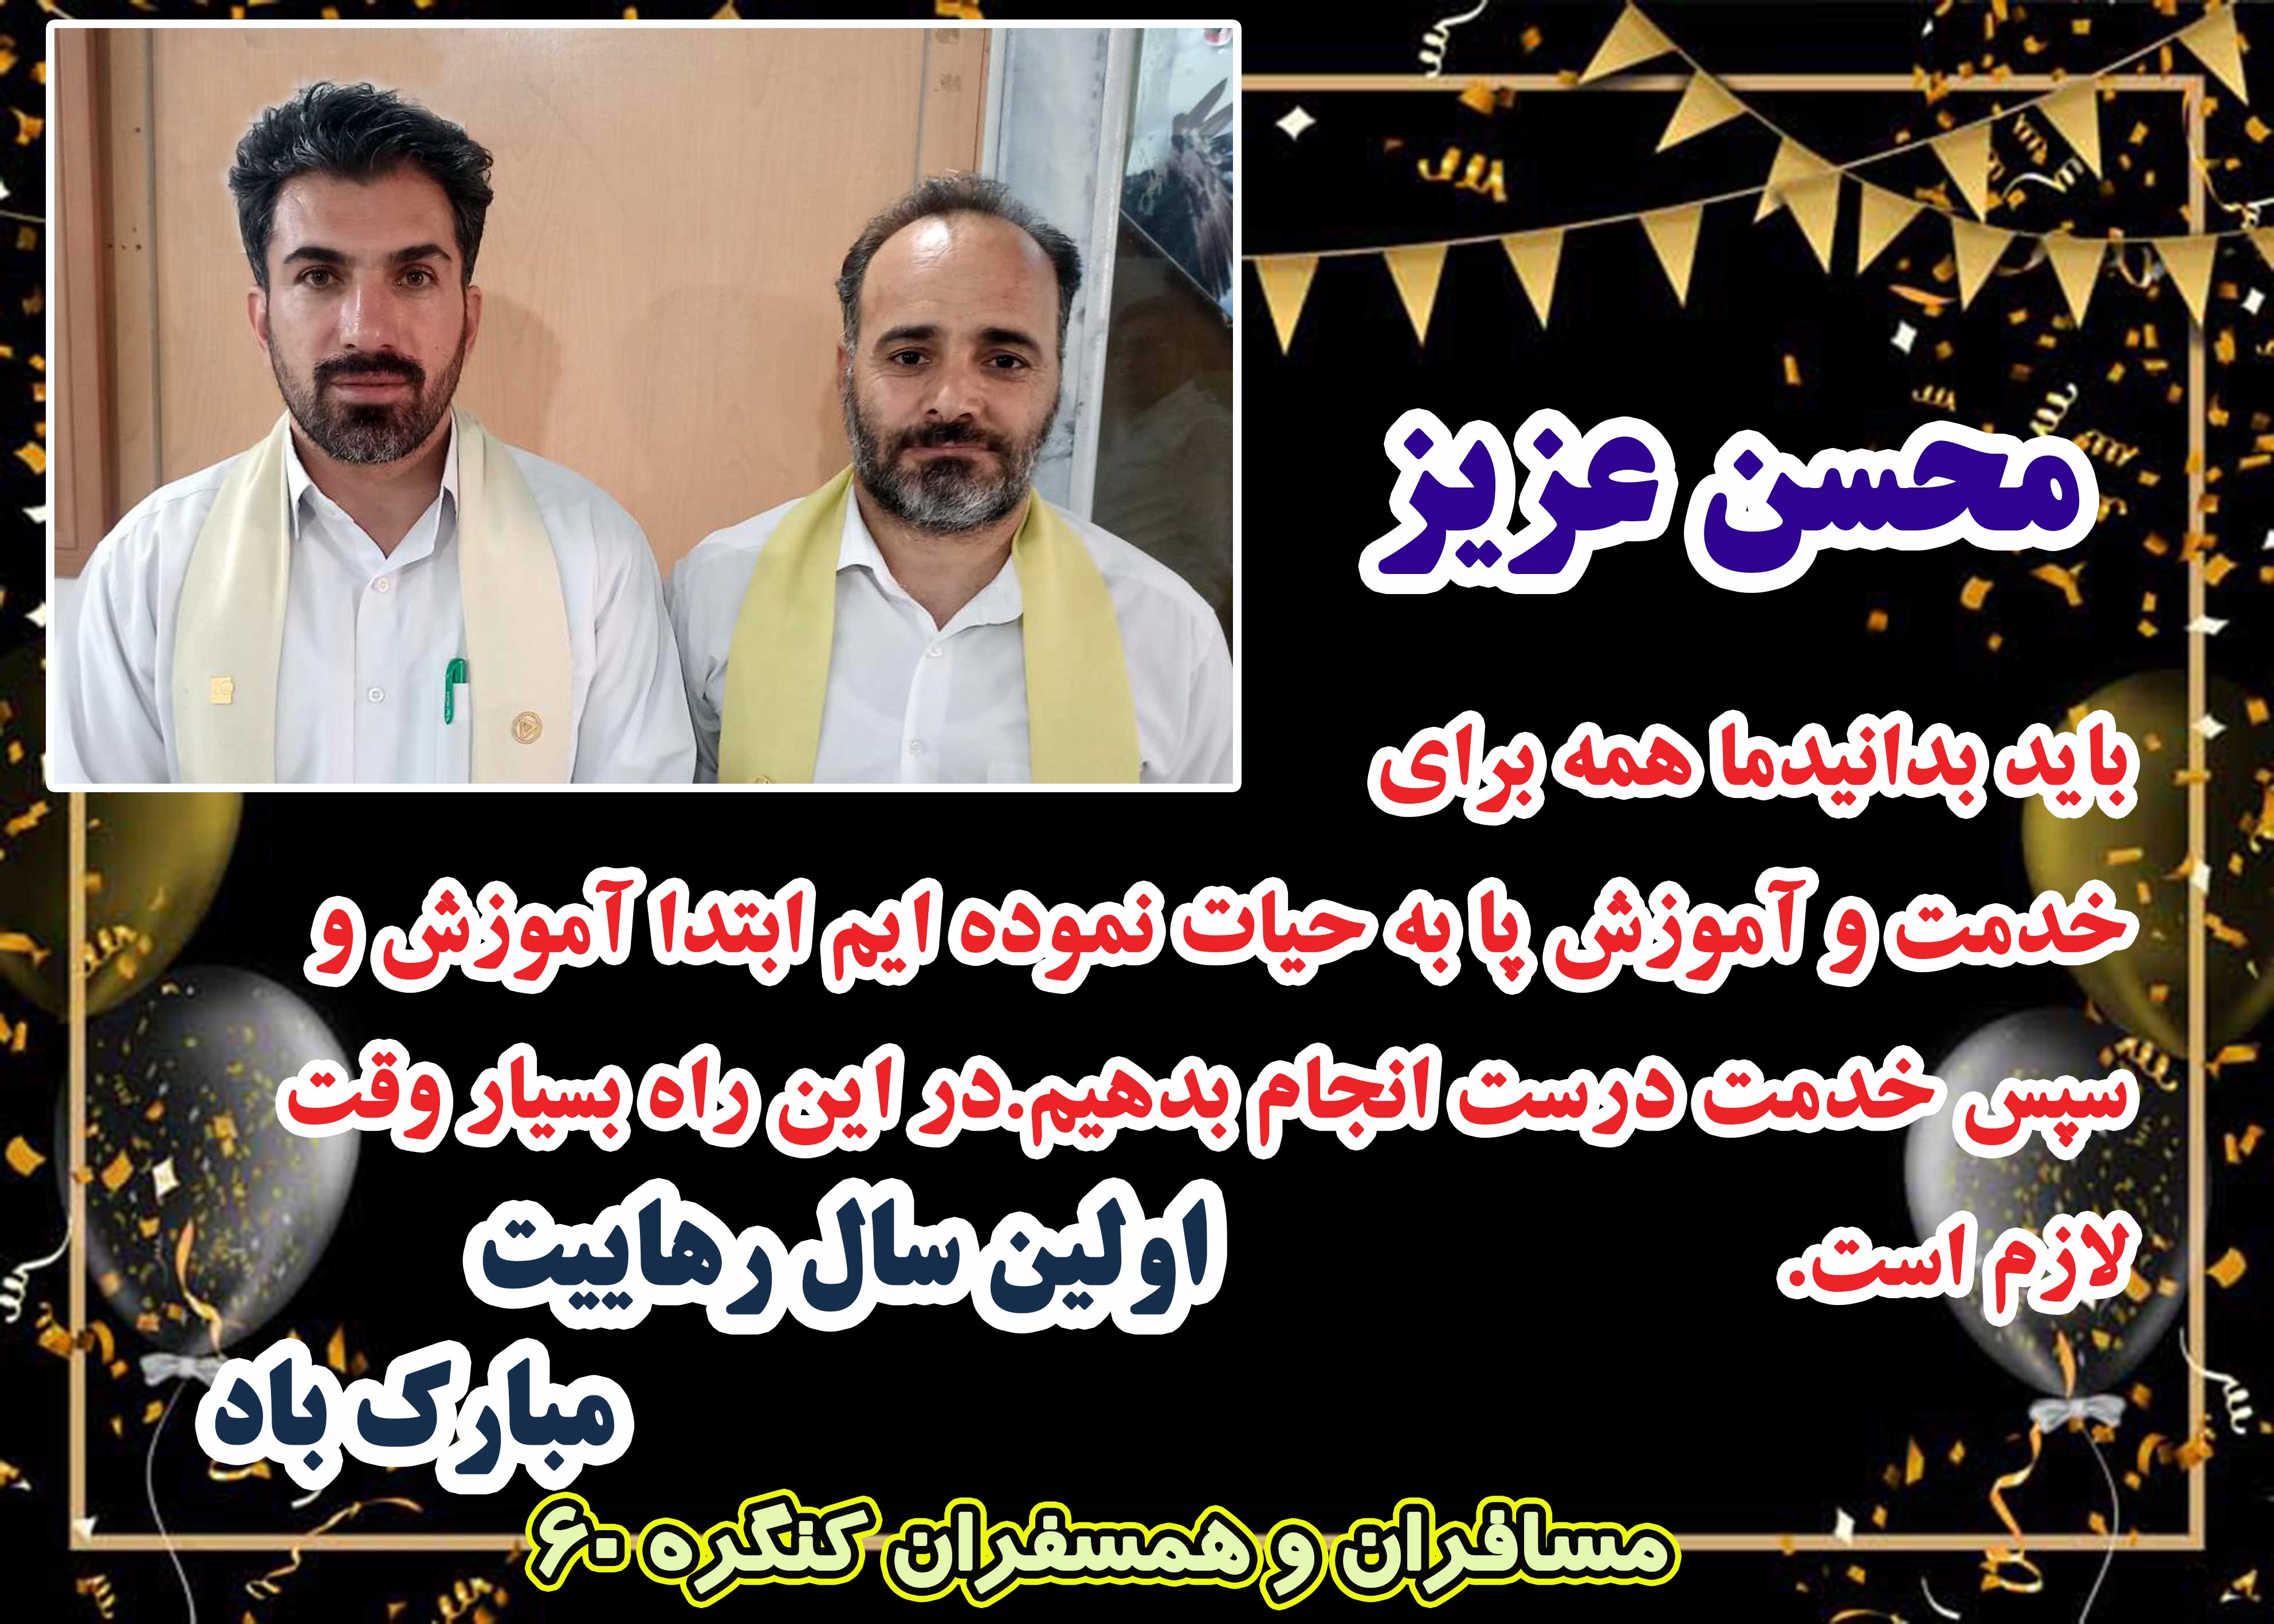 محسن عزیز
باید بدانیدما همه برای
خدمت و آموزش پا به حیات نموده ایم ابتدا آموزش و
سپس خدمت درست انجام بدهیم.در این راه بسیار وقت
لازم است.
اولین سال رهاییت
مبارک باد
مسافران و همسفران کنگره ۶۰